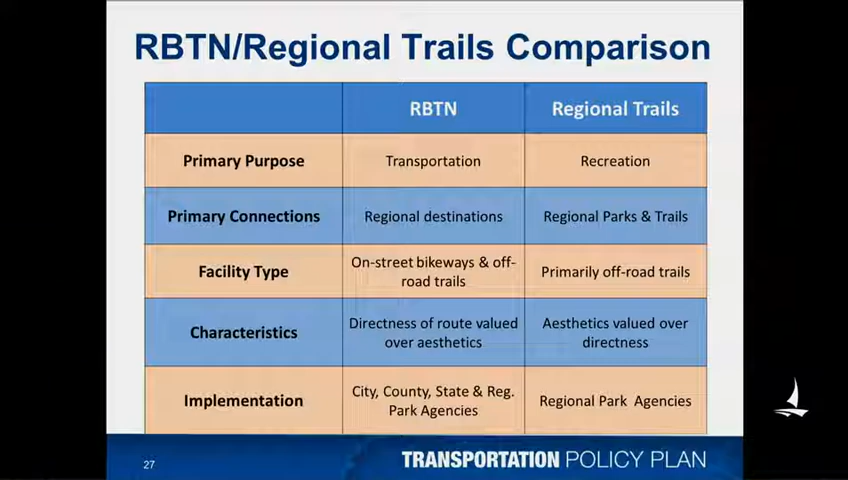 RBTN/Regional Trails Comparison
RBTN
Regional Trails
Primary Purpose
Transportation
Recreation
Primary Connections
Regional destinations
Regional Parks & Trails
Facility Type
On-street bikeways & off-
road trails
Primarily off-road trails
Characteristics
Directness of route valued
over aesthetics
Aesthetics valued over
directness
Implementation
City, County, State & Reg.
Park Agencies
Regional Park Agencies
27
TRANSPORTATION POLICY PLAN